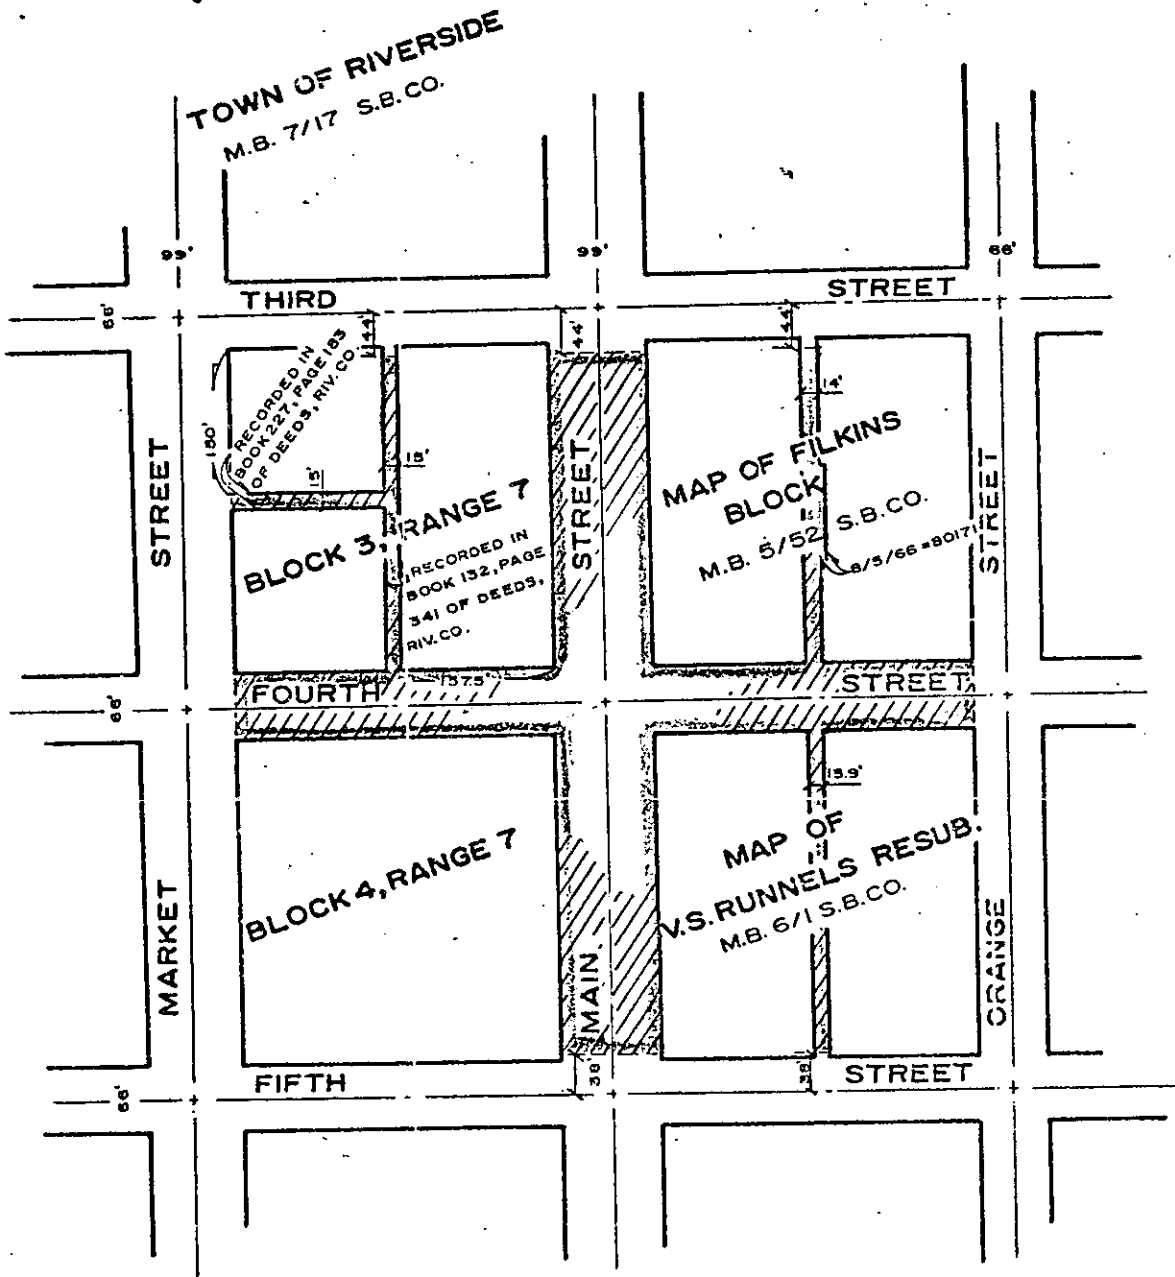 TOWN OF RIVERSIDE
M.B. 7/17 S.B.CO.
99'
99'
66'
66'
THIRD
STREET
44'
44'
44'
RECORDED IN
BOOK 227, PAGE 183
OF DEEDS, RIV.CO
150'
15'
15'
14'
STREET
STREET
STREET
MAP OF FILKINS
BLOCK
M.B. 5/52 S.B.CO.
8/5/66 #80171
BLOCK 3, RANGE 7
RECORDED IN
BOOK 132, PAGE
341 OF DEEDS,
RIV.CO.
66'
FOURTH
137.5'
STREET
15.9'
BLOCK 4, RANGE 7
MAP OF
V.S. RUNNELS RESUB.
M.B. 6/1 S.B.CO.
MARKET
MAIN
ORANGE
66'
FIFTH
38'
38'
STREET